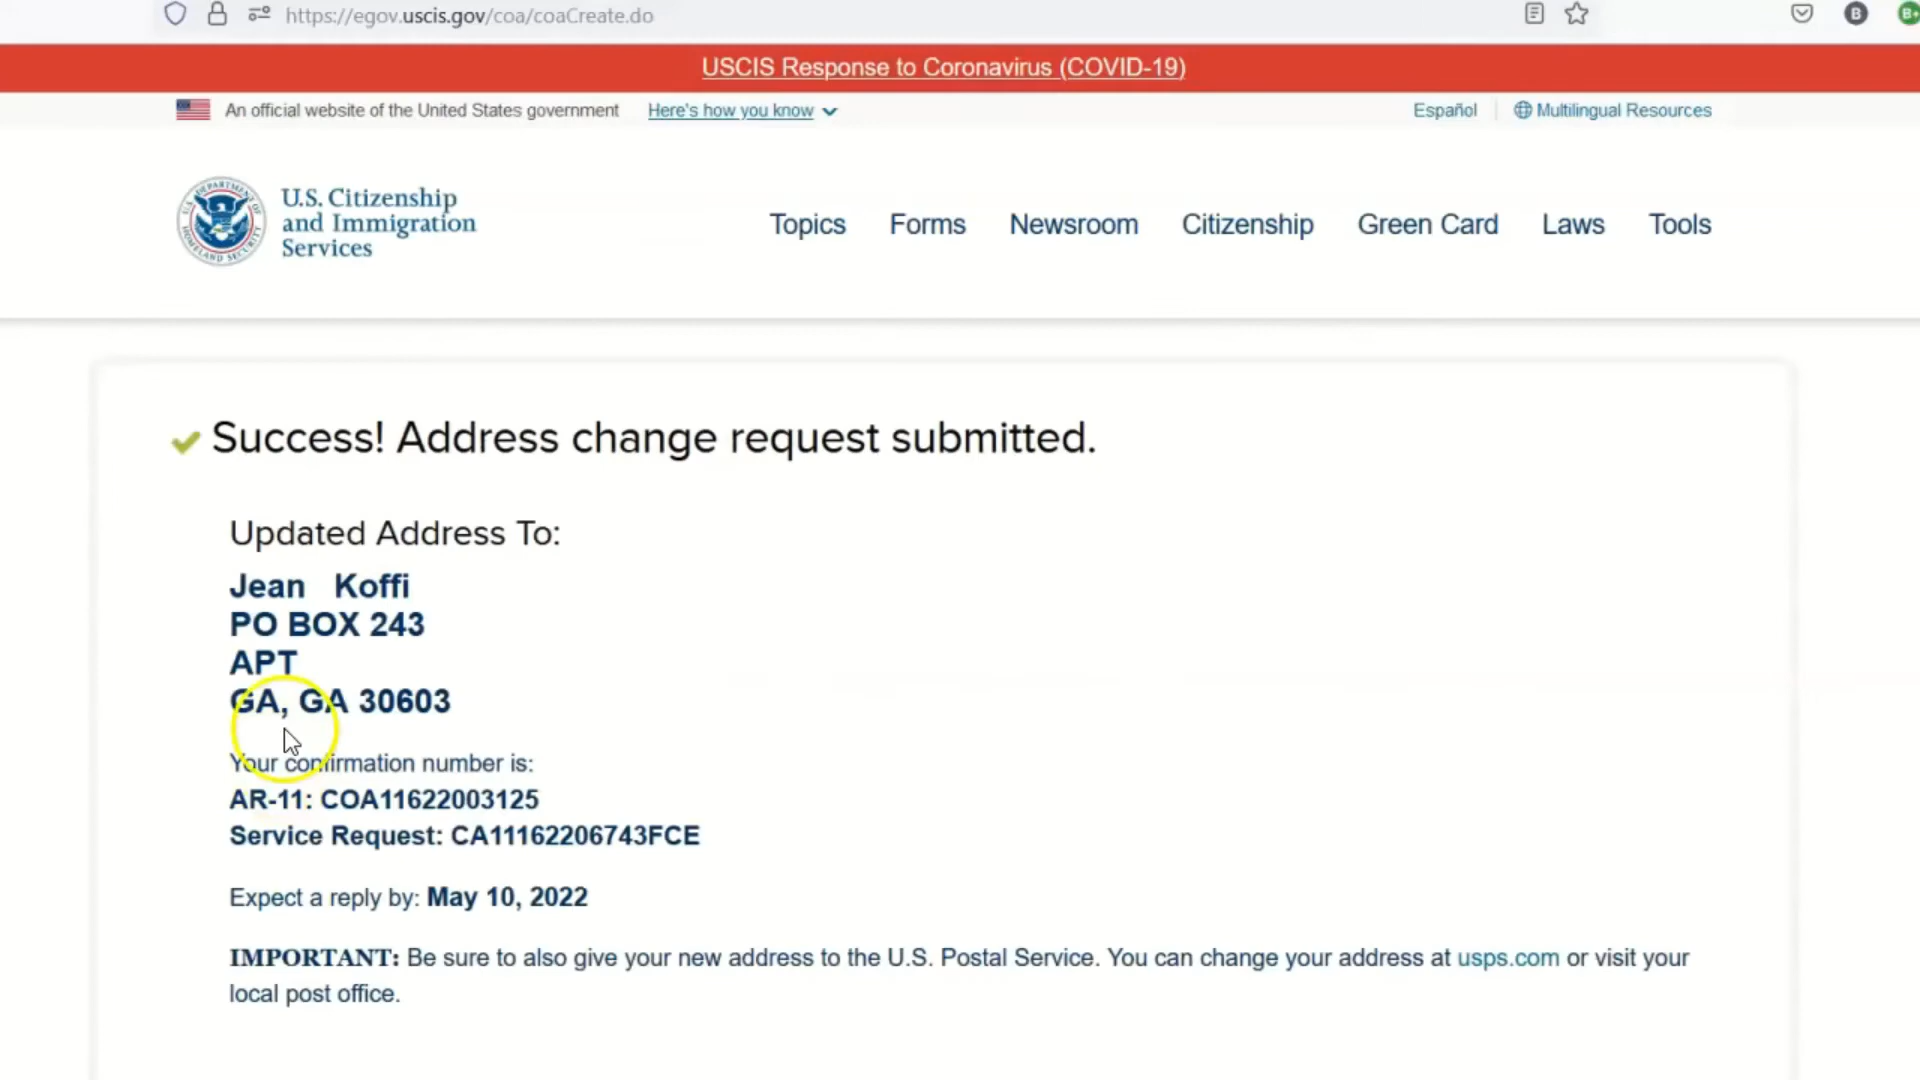 https://egov.uscis.gov/coa/coaCreate.do
B
B+
USCIS Response to Coronavirus (COVID-19)
An official website of the United States government Here's how you know
Español
Multilingual Resources
U.S. DEPARTMENT OF HOMELAND SECURITY
U.S. Citizenship
and Immigration
Services
Topics Forms Newsroom Citizenship Green Card Laws Tools
Success! Address change request submitted.
Updated Address To:
Jean Koffi
PO BOX 243
APT
GA, GA 30603
Your confirmation number is:
AR-11: COA11622003125
Service Request: CA11162206743FCE
Expect a reply by: May 10, 2022
IMPORTANT: Be sure to also give your new address to the U.S. Postal Service. You can change your address at usps.com or visit your
local post office.